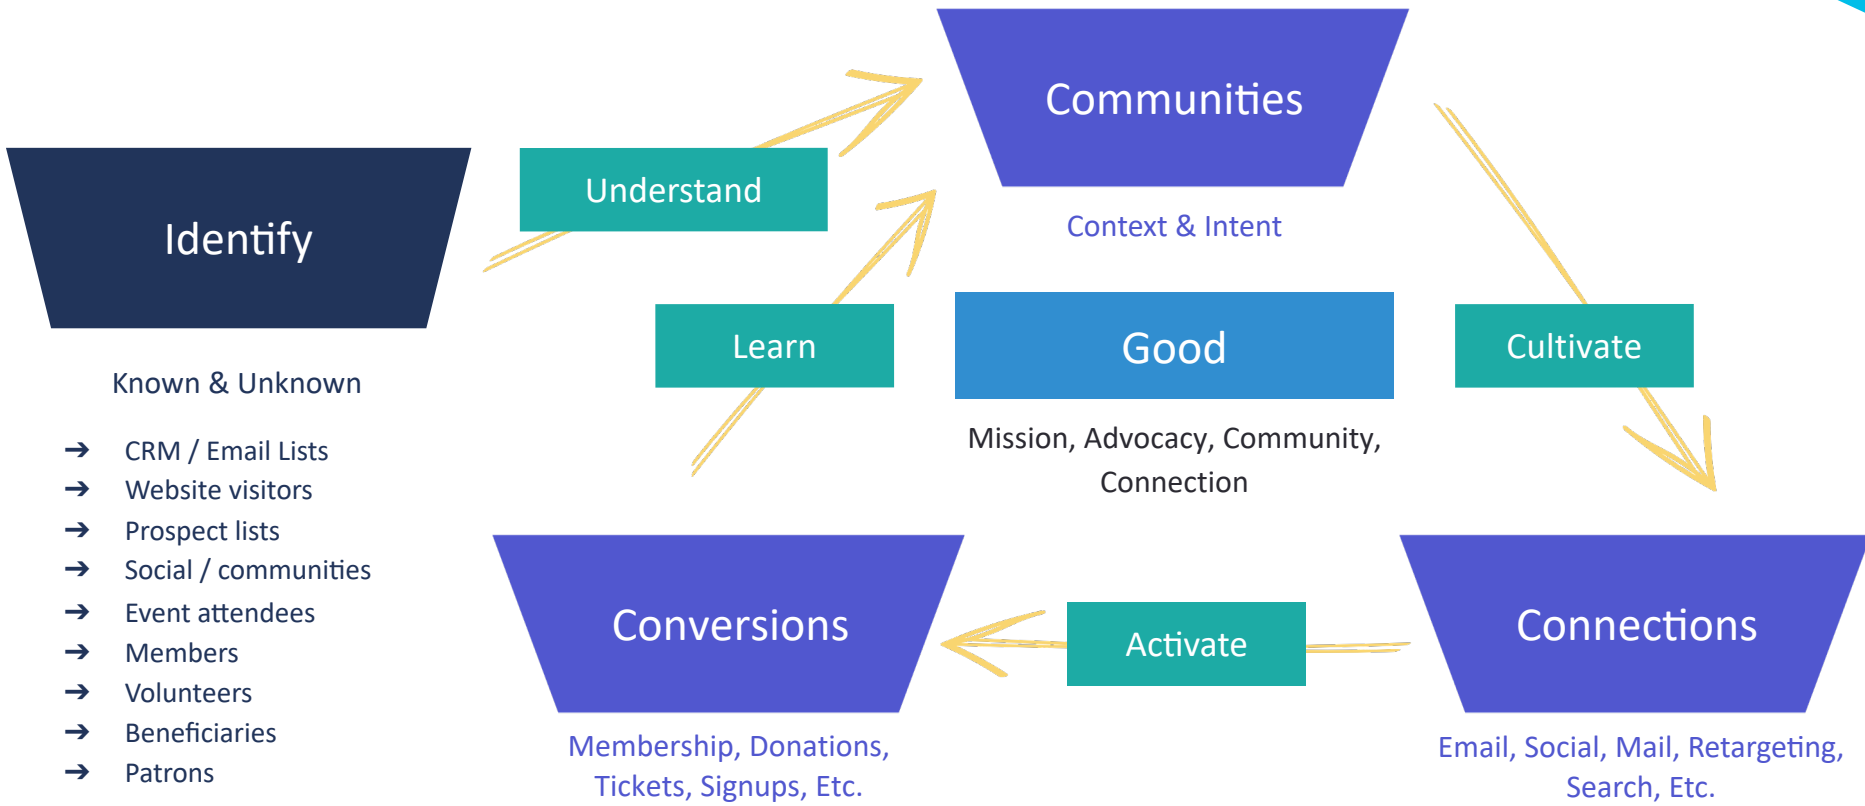 Communities
Understand
Identify
Context & Intent
Learn
Good
Cultivate
Known & Unknown
Mission, Advocacy, Community,
Connection
➔ CRM / Email Lists
➔ Website visitors
➔ Prospect lists
➔ Social / communities
➔ Event attendees
➔ Members
➔ Volunteers
➔ Beneficiaries
➔ Patrons
Conversions
Activate
Connections
Membership, Donations,
Tickets, Signups, Etc.
Email, Social, Mail, Retargeting,
Search, Etc.